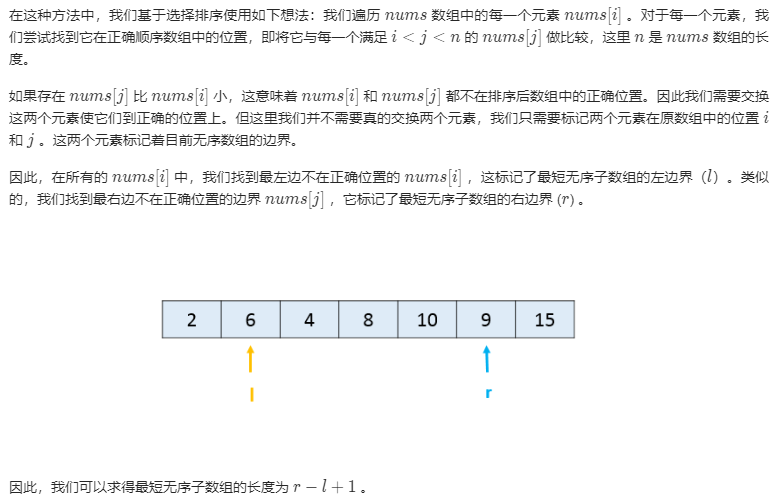 在这种方法中，我们基于选择排序使用如下想法：我们遍历 nums 数组中的每一个元素 nums[i] 。对于每一个元素，我
们尝试找到它在正确顺序数组中的位置，即将它与每一个满足 i < j < n 的 nums[j] 做比较，这里 n 是 nums 数组的长
度。
如果存在 nums[j] 比 nums[i] 小，这意味着 nums[i] 和 nums[j] 都不在排序后数组中的正确位置。因此我们需要交换
这两个元素使它们到正确的位置上。但这里我们并不需要真的交换两个元素，我们只需要标记两个元素在原数组中的位置 i
和 j 。这两个元素标记着目前无序数组的边界。
因此，在所有的 nums[i] 中，我们找到最左边不在正确位置的 nums[i] ，这标记了最短无序子数组的左边界（l）。类似
的，我们找到最右边不在正确位置的边界 nums[j] ，它标记了最短无序子数组的右边界 (r) 。
2 6 4 8 10 9 15
l r
因此，我们可以求得最短无序子数组的长度为 r − l + 1 。